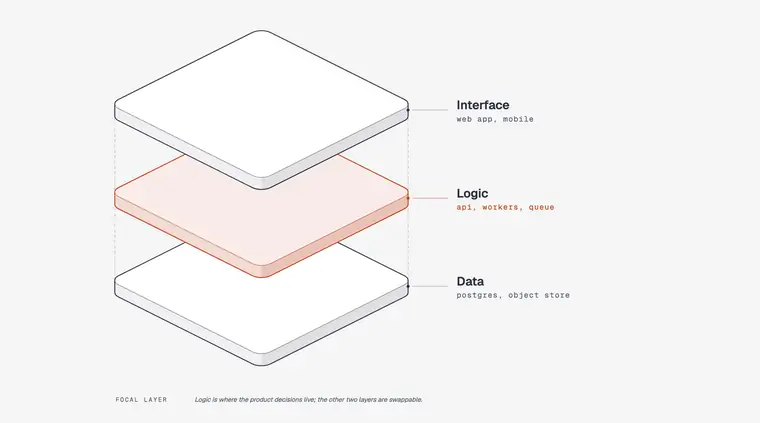 Interface
web app, mobile
Logic
api, workers, queue
Data
postgres, object store
FOCAL LAYER Logic is where the product decisions live; the other two layers are swappable.